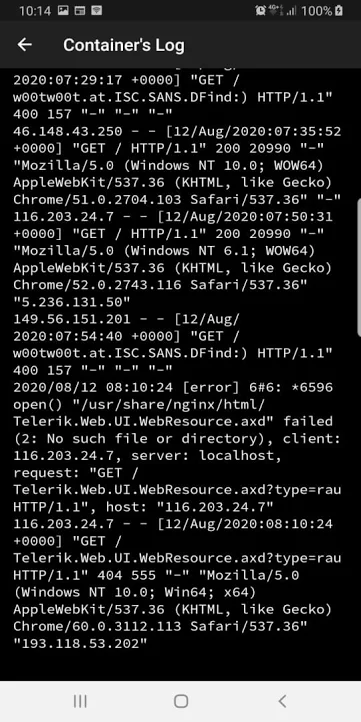 10:14
4G+
100%
Container's Log
2020:07:29:17 +0000] "GET /
w00tw00t.at.ISC.SANS.DFind:) HTTP/1.1"
400 157 "-" "-" "-"
46.148.43.250 - - [12/Aug/2020:07:35:52
+0000] "GET / HTTP/1.1" 200 20990 "-"
"Mozilla/5.0 (Windows NT 10.0; WOW64)
AppleWebKit/537.36 (KHTML, like Gecko)
Chrome/51.0.2704.103 Safari/537.36" "-"
116.203.24.7 - - [12/Aug/2020:07:50:31
+0000] "GET / HTTP/1.1" 200 20990 "-"
"Mozilla/5.0 (Windows NT 6.1; WOW64)
AppleWebKit/537.36 (KHTML, like Gecko)
Chrome/52.0.2743.116 Safari/537.36"
"5.236.131.50"
149.56.151.201 - - [12/Aug/
2020:07:54:40 +0000] "GET /
w00tw00t.at.ISC.SANS.DFind:) HTTP/1.1"
400 157 "-" "-" "-"
2020/08/12 08:10:24 [error] 6#6: *6596
open() "/usr/share/nginx/html/
Telerik.Web.UI.WebResource.axd" failed
(2: No such file or directory), client:
116.203.24.7, server: localhost,
request: "GET /
Telerik.Web.UI.WebResource.axd?type=rau
HTTP/1.1", host: "116.203.24.7"
116.203.24.7 - - [12/Aug/2020:08:10:24
+0000] "GET /
Telerik.Web.UI.WebResource.axd?type=rau
HTTP/1.1" 404 555 "-" "Mozilla/5.0
(Windows NT 10.0; Win64; x64)
AppleWebKit/537.36 (KHTML, like Gecko)
Chrome/60.0.3112.113 Safari/537.36"
"193.118.53.202"